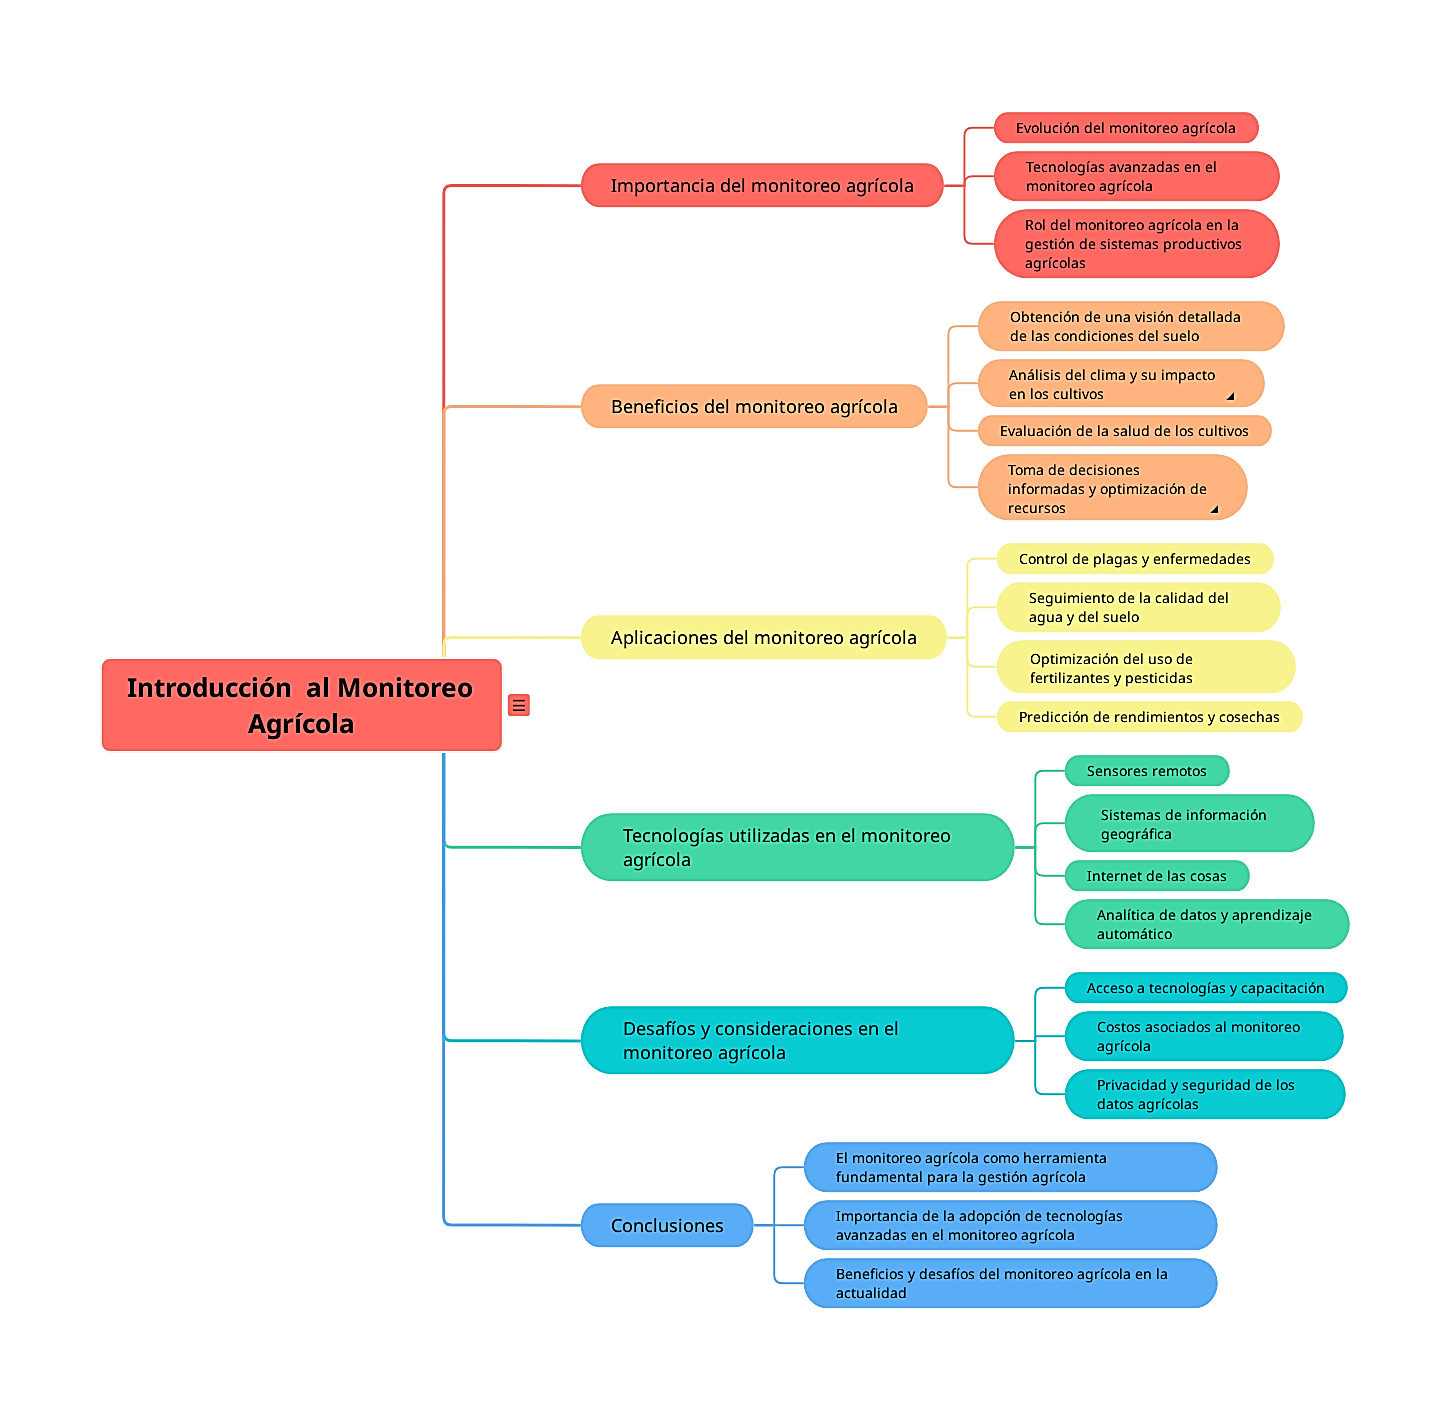 Introducción  al Monitoreo
Agrícola
Importancia del monitoreo agrícola
Evolución del monitoreo agrícola
Tecnologías avanzadas en el
monitoreo agrícola
Rol del monitoreo agrícola en la
gestión de sistemas productivos
agrícolas
Beneficios del monitoreo agrícola
Obtención de una visión detallada
de las condiciones del suelo
Análisis del clima y su impacto
en los cultivos
Evaluación de la salud de los cultivos
Toma de decisiones
informadas y optimización de
recursos
Aplicaciones del monitoreo agrícola
Control de plagas y enfermedades
Seguimiento de la calidad del
agua y del suelo
Optimización del uso de
fertilizantes y pesticidas
Predicción de rendimientos y cosechas
Tecnologías utilizadas en el monitoreo
agrícola
Sensores remotos
Sistemas de información
geográfica
Internet de las cosas
Analítica de datos y aprendizaje
automático
Desafíos y consideraciones en el
monitoreo agrícola
Acceso a tecnologías y capacitación
Costos asociados al monitoreo
agrícola
Privacidad y seguridad de los
datos agrícolas
Conclusiones
El monitoreo agrícola como herramienta
fundamental para la gestión agrícola
Importancia de la adopción de tecnologías
avanzadas en el monitoreo agrícola
Beneficios y desafíos del monitoreo agrícola en la
actualidad